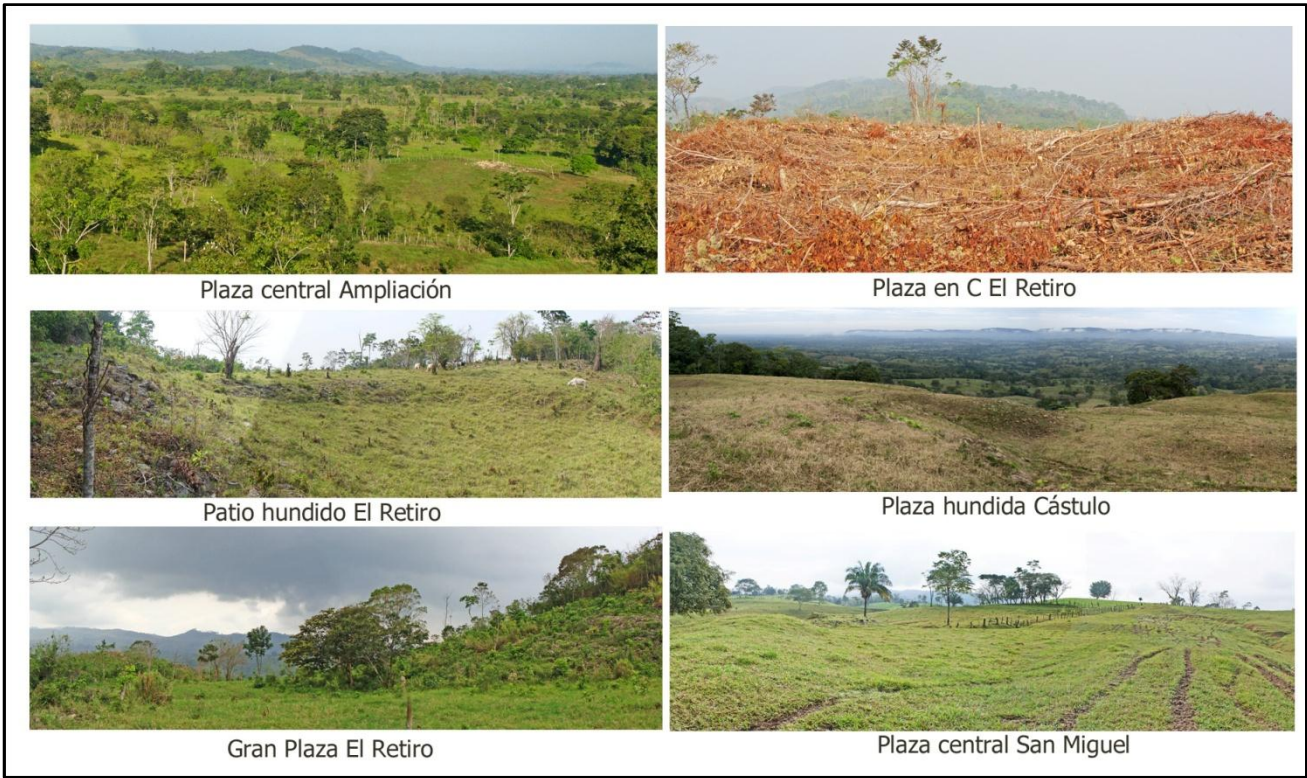 Plaza central Ampliación
Plaza en C El Retiro
Patio hundido El Retiro
Plaza hundida Cástulo
Gran Plaza El Retiro
Plaza central San Miguel